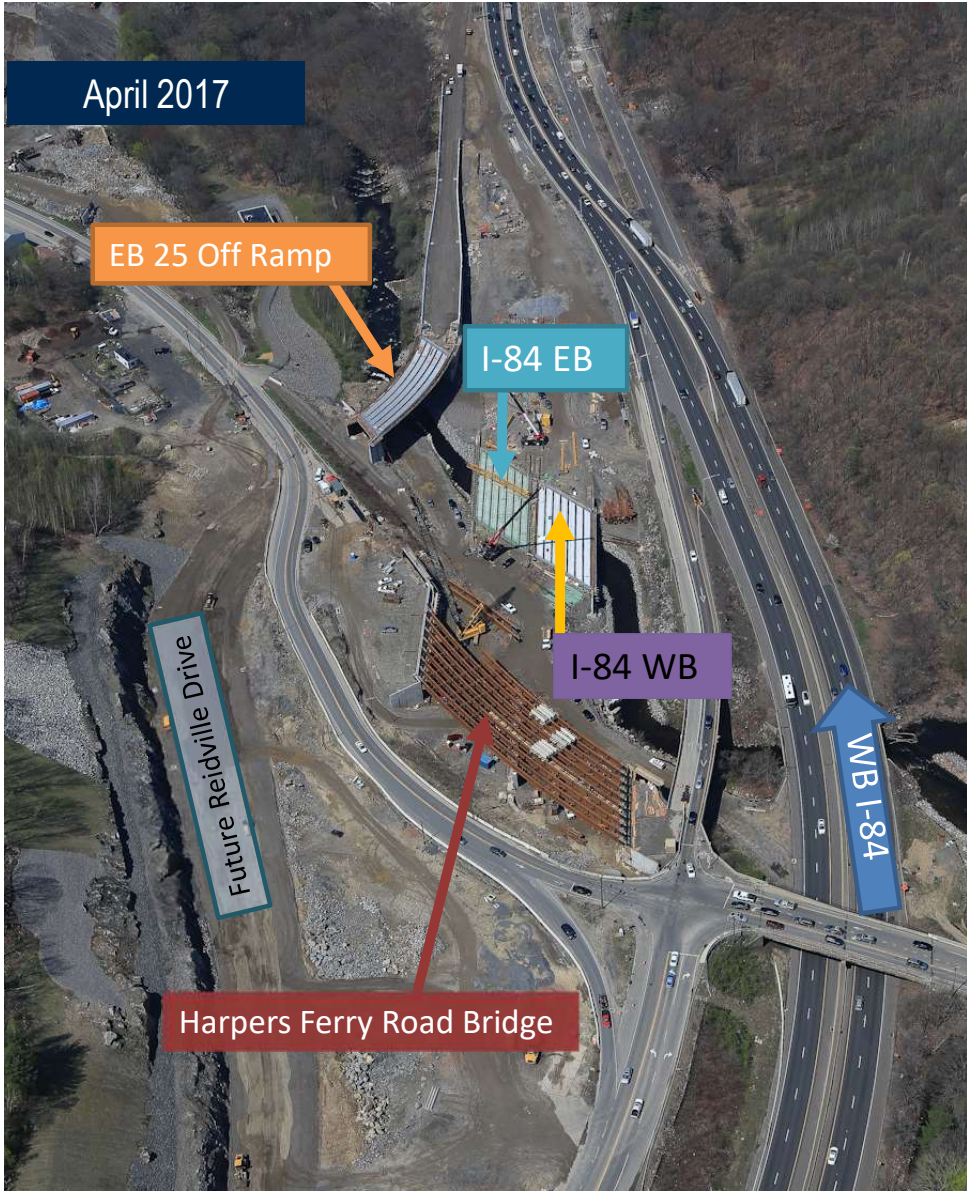 April 2017
EB 25 Off Ramp
I-84 EB
I-84 WB
Future Reidville Drive
WB I-84
Harpers Ferry Road Bridge